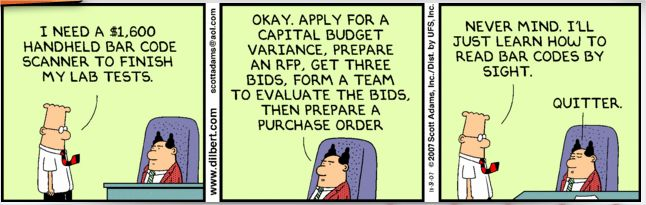 I NEED A $1,600
HANDHELD BAR CODE
SCANNER TO FINISH
MY LAB TESTS.
www.dilbert.com
scottadams@aol.com
OKAY. APPLY FOR A
CAPITAL BUDGET
VARIANCE, PREPARE
AN RFP, GET THREE
BIDS, FORM A TEAM
TO EVALUATE THE BIDS,
THEN PREPARE A
PURCHASE ORDER
11-8-07 ©2007 Scott Adams, Inc./Dist. by UFS, Inc.
NEVER MIND. I'LL
JUST LEARN HOW TO
READ BAR CODES BY
SIGHT.
QUITTER.